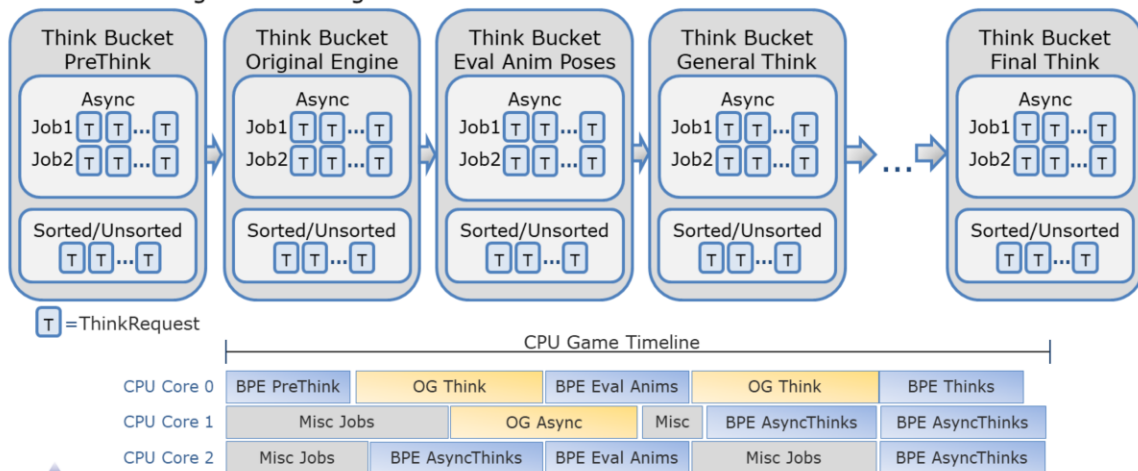 Think Bucket
PreThink
Async
Job1 T T ... T
Job2 T T ... T
Sorted/Unsorted
T T ... T
Think Bucket
Original Engine
Async
Job1 T T ... T
Job2 T T ... T
Sorted/Unsorted
T T ... T
Think Bucket
Eval Anim Poses
Async
Job1 T T ... T
Job2 T T ... T
Sorted/Unsorted
T T ... T
Think Bucket
General Think
Async
Job1 T T ... T
Job2 T T ... T
Sorted/Unsorted
T T ... T
...
Think Bucket
Final Think
Async
Job1 T T ... T
Job2 T T ... T
Sorted/Unsorted
T T ... T
T =ThinkRequest
CPU Game Timeline
CPU Core 0 BPE PreThink OG Think BPE Eval Anims OG Think BPE Thinks
CPU Core 1 Misc Jobs OG Async Misc BPE AsyncThinks BPE AsyncThinks
CPU Core 2 Misc Jobs BPE AsyncThinks BPE Eval Anims Misc Jobs BPE AsyncThinks